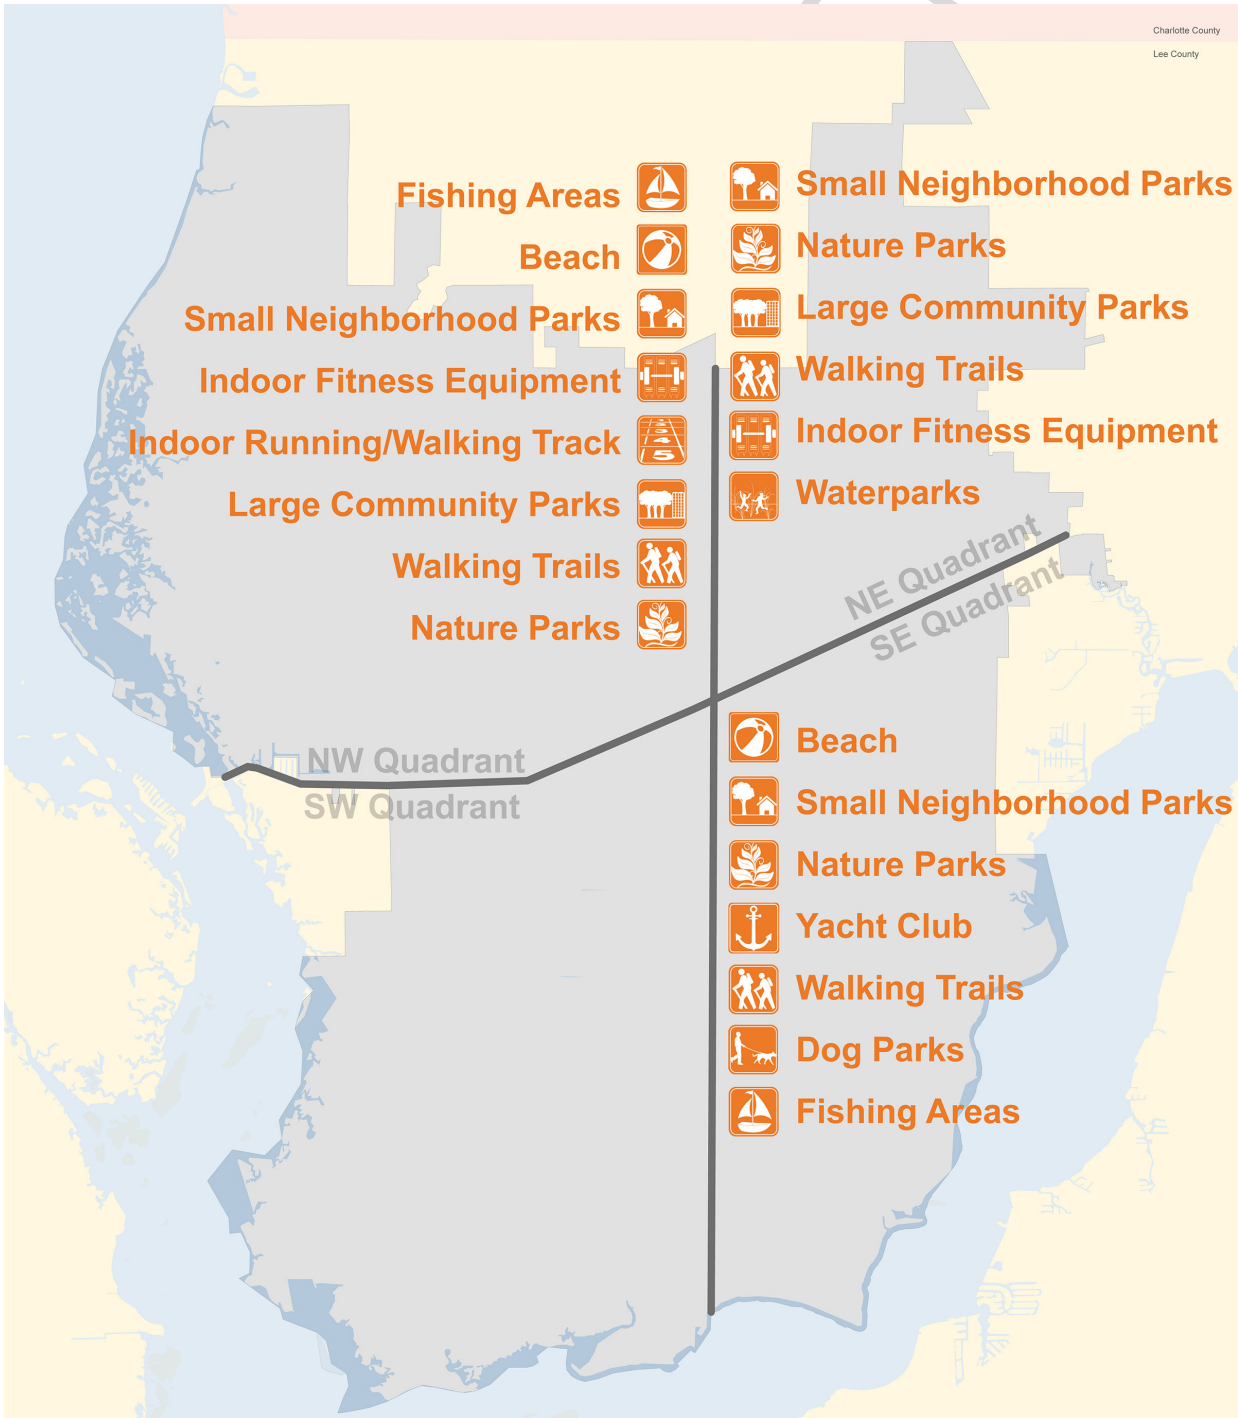 Charlotte County
Lee County
Fishing Areas
Beach
Small Neighborhood Parks
Indoor Fitness Equipment
Indoor Running/Walking Track
Large Community Parks
Walking Trails
Nature Parks
Small Neighborhood Parks
Nature Parks
Large Community Parks
Walking Trails
Indoor Fitness Equipment
Waterparks
NE Quadrant
SE Quadrant
NW Quadrant
SW Quadrant
Beach
Small Neighborhood Parks
Nature Parks
Yacht Club
Walking Trails
Dog Parks
Fishing Areas